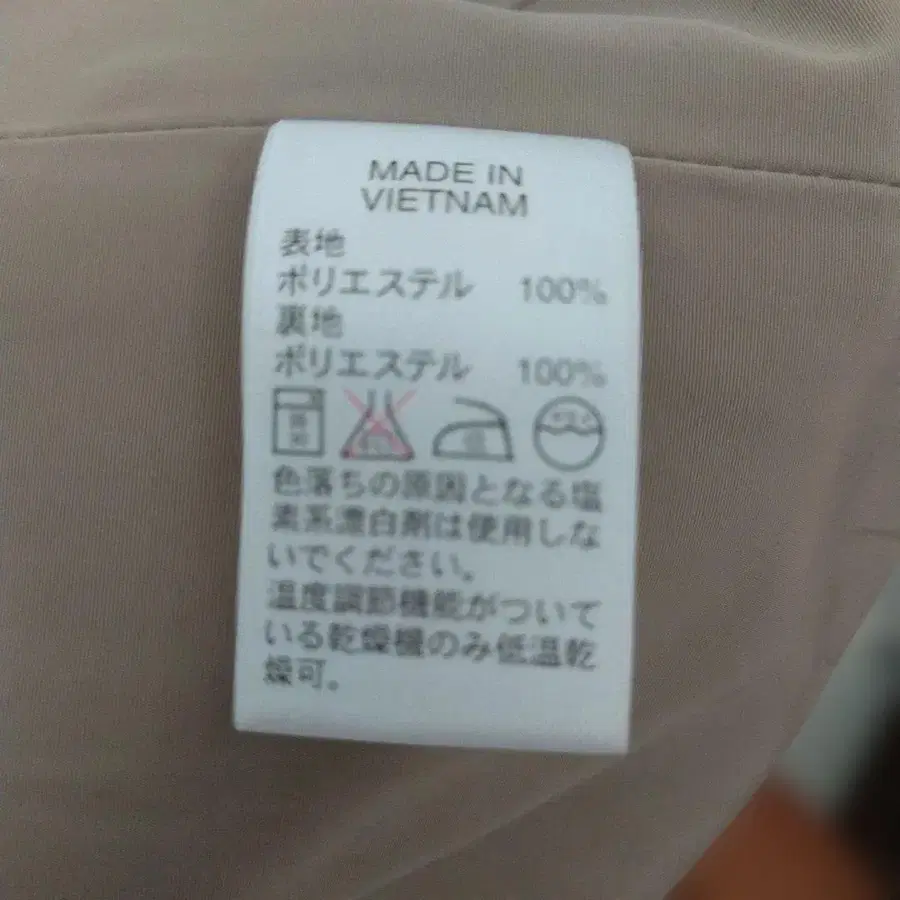 MADE IN
VIETNAM
表地
ポリエステル 100%
裏地
ポリエステル 100%
色落ちの原因となる塩
素系漂白剤は使用しな
いでください。
温度調節機能がついて
いる乾燥機のみ低温乾
燥可。